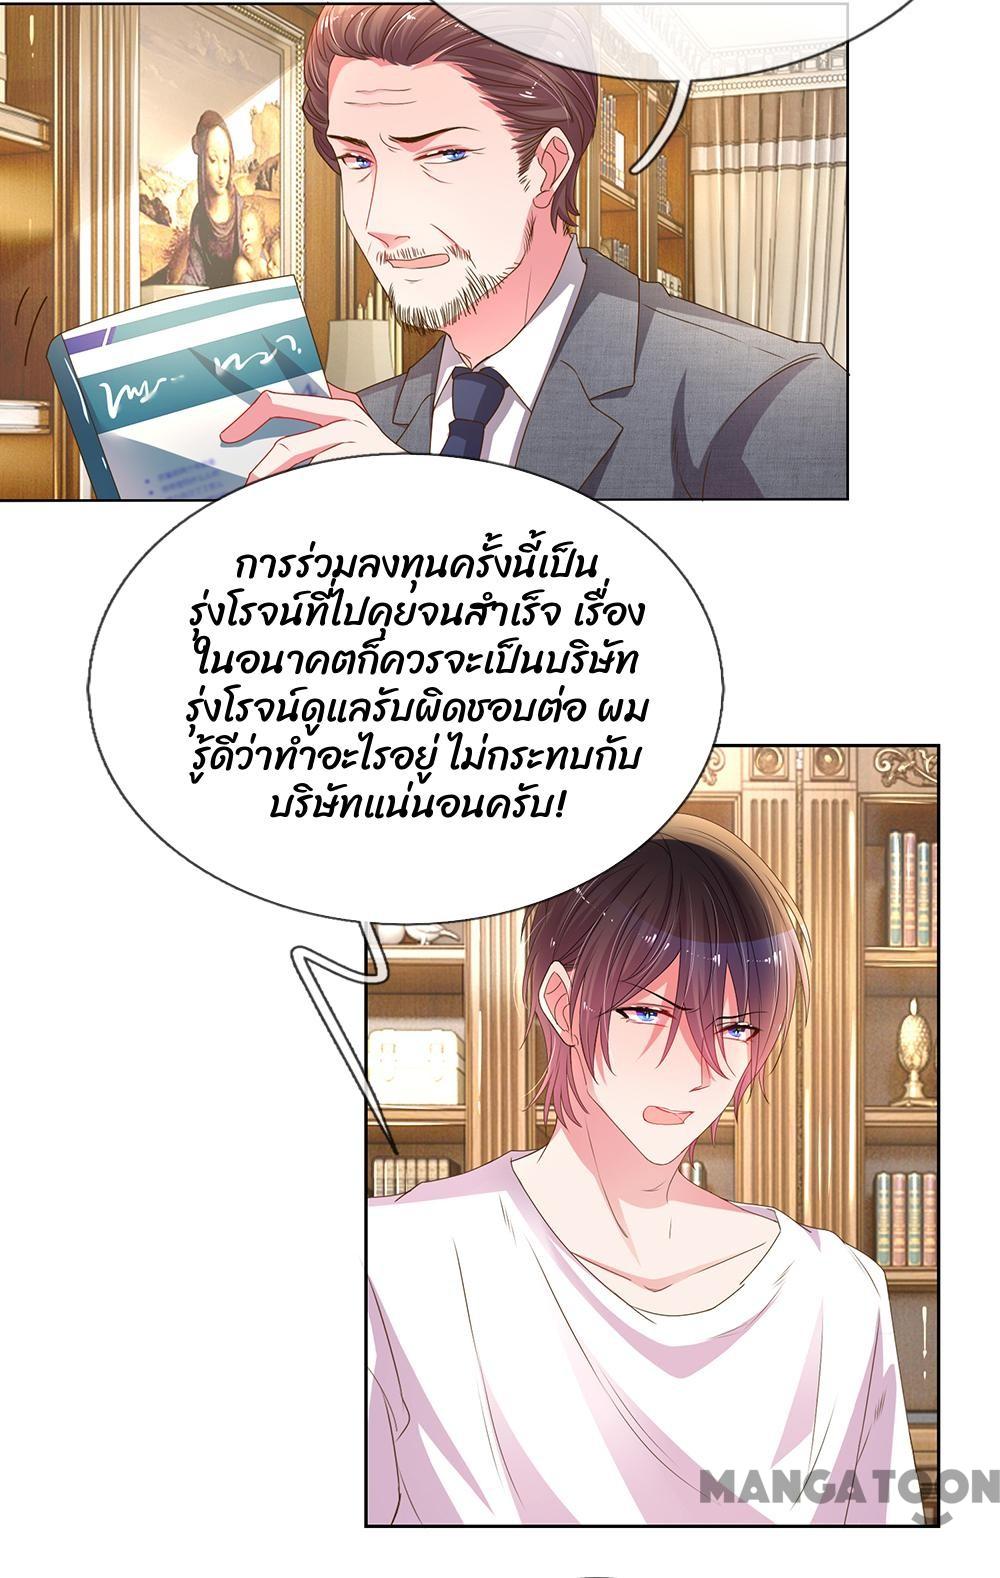 การร่วมลงทุนครั้งนี้เป็น
รุ่งโรจน์ที่ไปคุยจนสำเร็จ เรื่อง
ในอนาคตก็ควรจะเป็นบริษัท
รุ่งโรจน์ดูแลรับผิดชอบต่อ ผม
รู้ดีว่าทำอะไรอยู่ ไม่กระทบกับ
บริษัทแน่นอนครับ!
MANGATOON